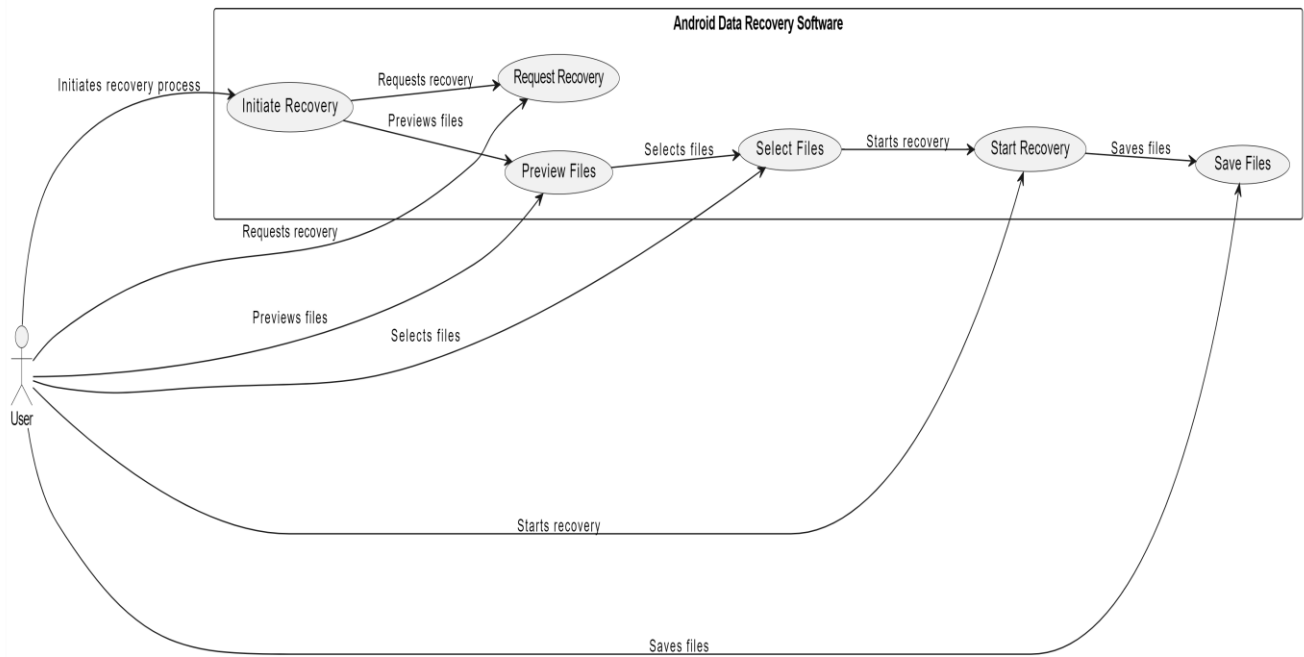 Android Data Recovery Software
Initiates recovery process
Initiate Recovery
Requests recovery
Request Recovery
Previews files
Preview Files
Selects files
Select Files
Starts recovery
Start Recovery
Saves files
Save Files
Requests recovery
Previews files
Selects files
User
Starts recovery
Saves files